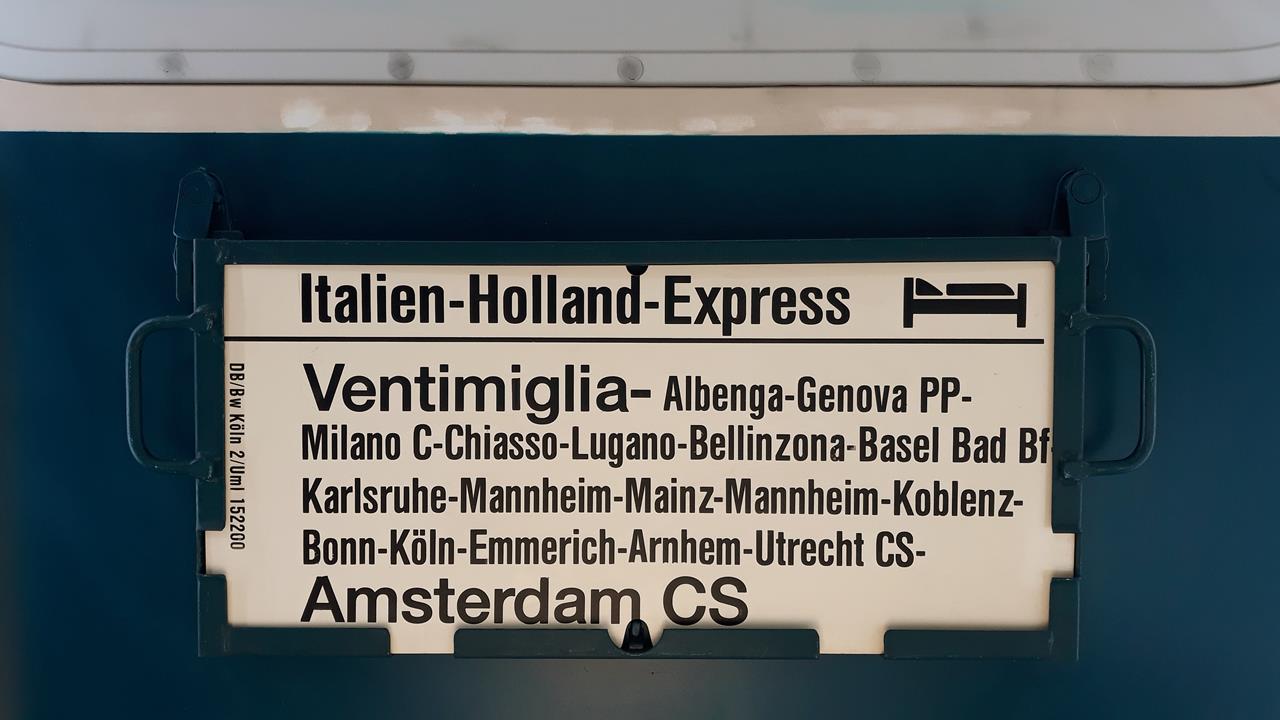 Italien-Holland-Express
Ventimiglia- Albenga-Genova PP-
Milano C-Chiasso-Lugano-Bellinzona-Basel Bad Bf-
Karlsruhe-Mannheim-Mainz-Mannheim-Koblenz-
Bonn-Köln-Emmerich-Arnhem-Utrecht CS-
Amsterdam CS
DB/Bw Köln 2/Uml 152200